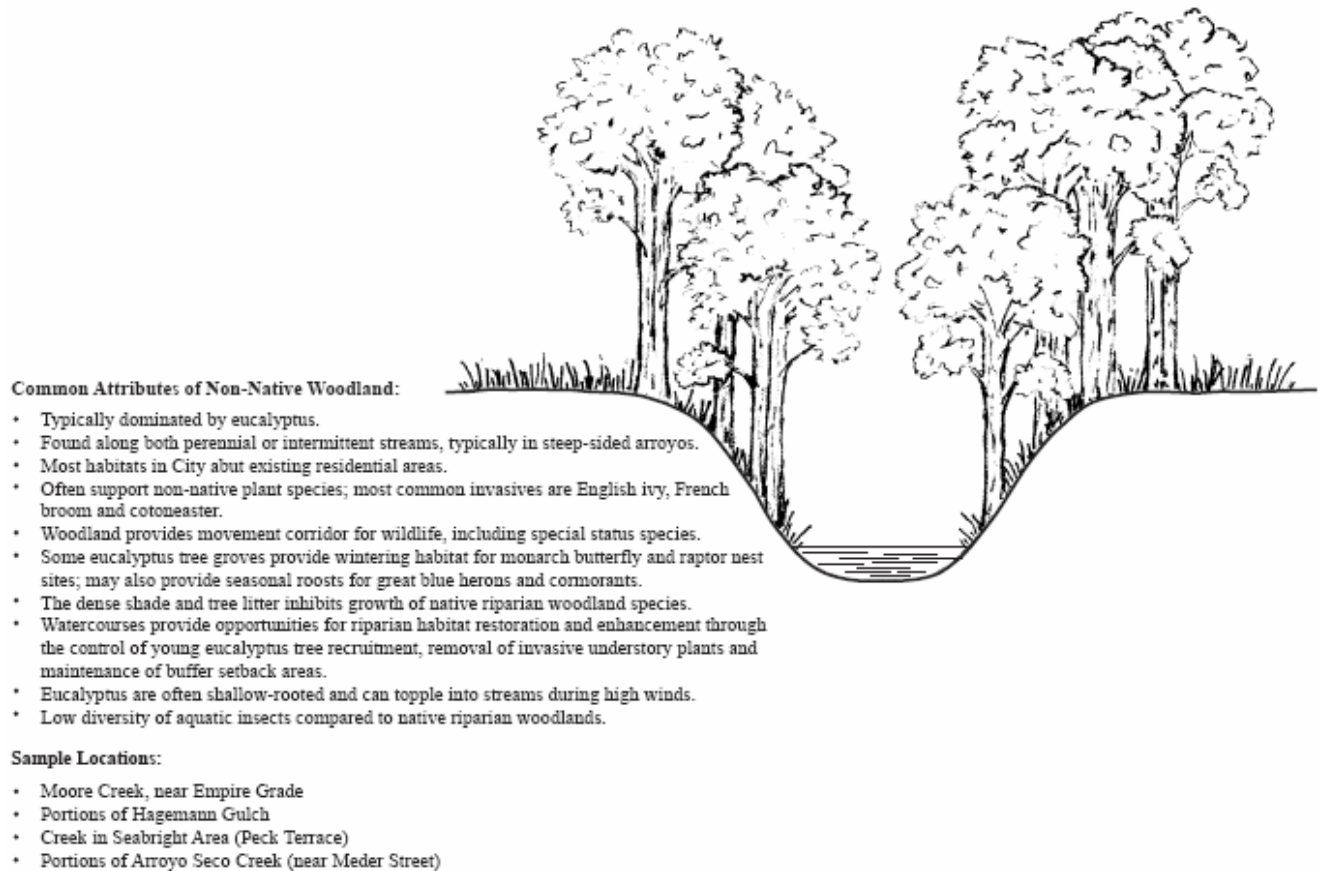 Common Attributes of Non-Native Woodland:
• Typically dominated by eucalyptus.
• Found along both perennial or intermittent streams, typically in steep-sided arroyos.
• Most habitats in City abut existing residential areas.
• Often support non-native plant species; most common invasives are English ivy, French
broom and cotoneaster.
• Woodland provides movement corridor for wildlife, including special status species.
• Some eucalyptus tree groves provide wintering habitat for monarch butterfly and raptor nest
sites; may also provide seasonal roosts for great blue herons and cormorants.
• The dense shade and tree litter inhibits growth of native riparian woodland species.
• Watercourses provide opportunities for riparian habitat restoration and enhancement through
the control of young eucalyptus tree recruitment, removal of invasive understory plants and
maintenance of buffer setback areas.
• Eucalyptus are often shallow-rooted and can topple into streams during high winds.
• Low diversity of aquatic insects compared to native riparian woodlands.
Sample Locations:
• Moore Creek, near Empire Grade
• Portions of Hagemann Gulch
• Creek in Seabright Area (Peck Terrace)
• Portions of Arroyo Seco Creek (near Meder Street)